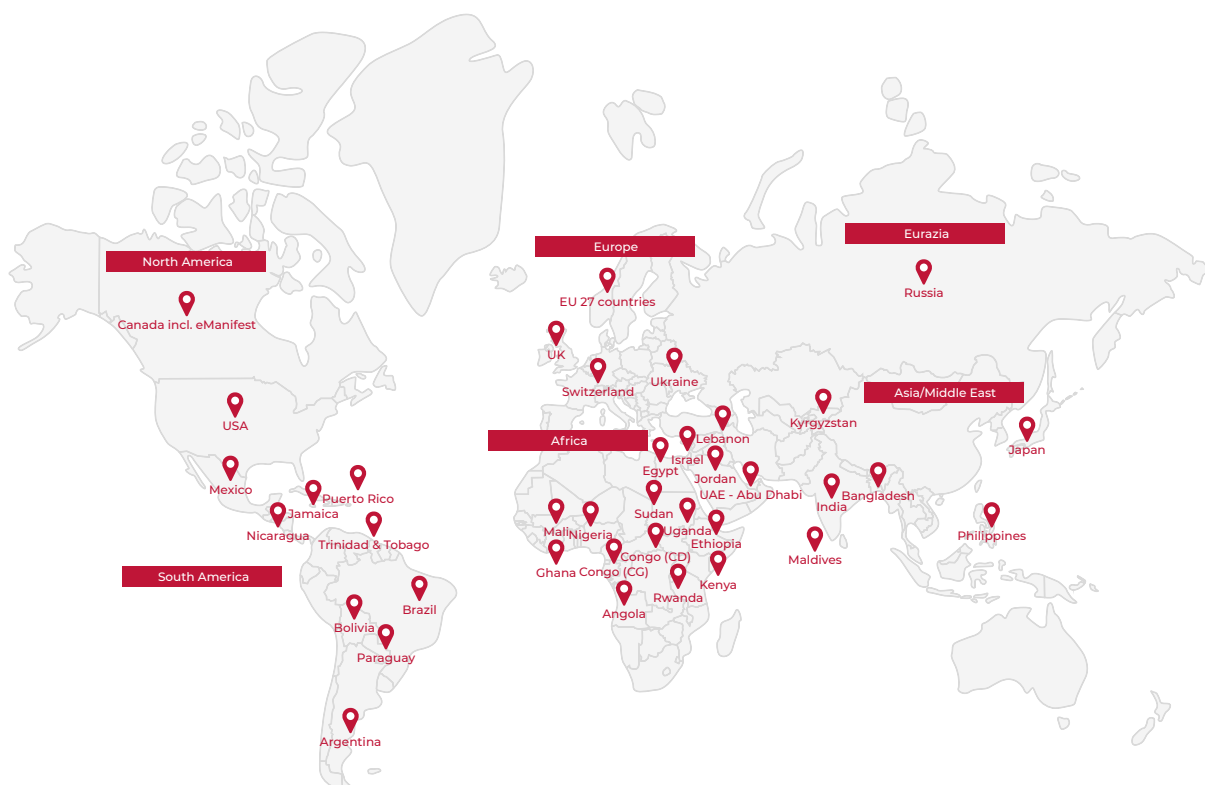 North America
Canada incl. eManifest
USA
Mexico
Puerto Rico
Jamaica
Nicaragua
Trinidad & Tobago
South America
Brazil
Bolivia
Paraguay
Argentina
Europe
EU 27 countries
UK
Switzerland
Ukraine
Africa
Egypt
Sudan
Mali
Nigeria
Uganda
Ethiopia
Ghana
Congo (CG)
Congo (CD)
Kenya
Rwanda
Angola
Eurazia
Russia
Asia/Middle East
Kyrgyzstan
Lebanon
Israel
Jordan
UAE - Abu Dhabi
Japan
India
Bangladesh
Maldives
Philippines